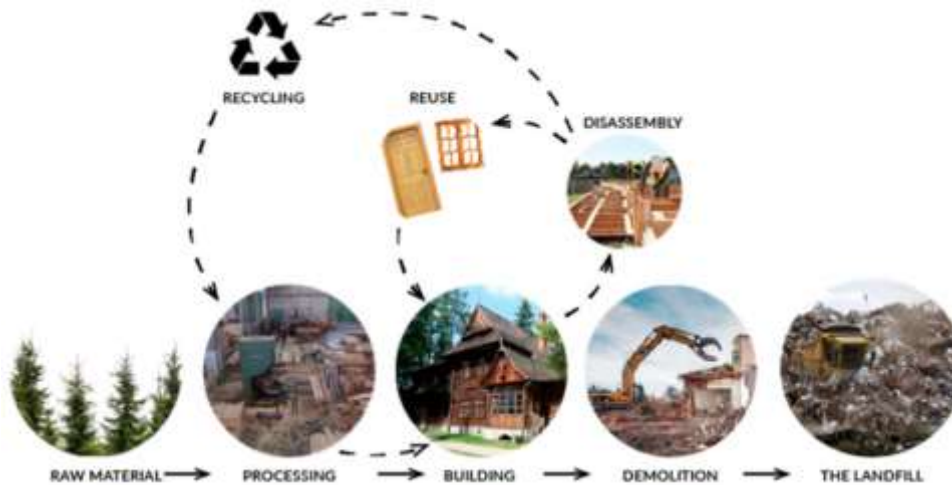 RECYCLING
REUSE
DISASSEMBLY
RAW MATERIAL
PROCESSING
BUILDING
DEMOLITION
THE LANDFILL